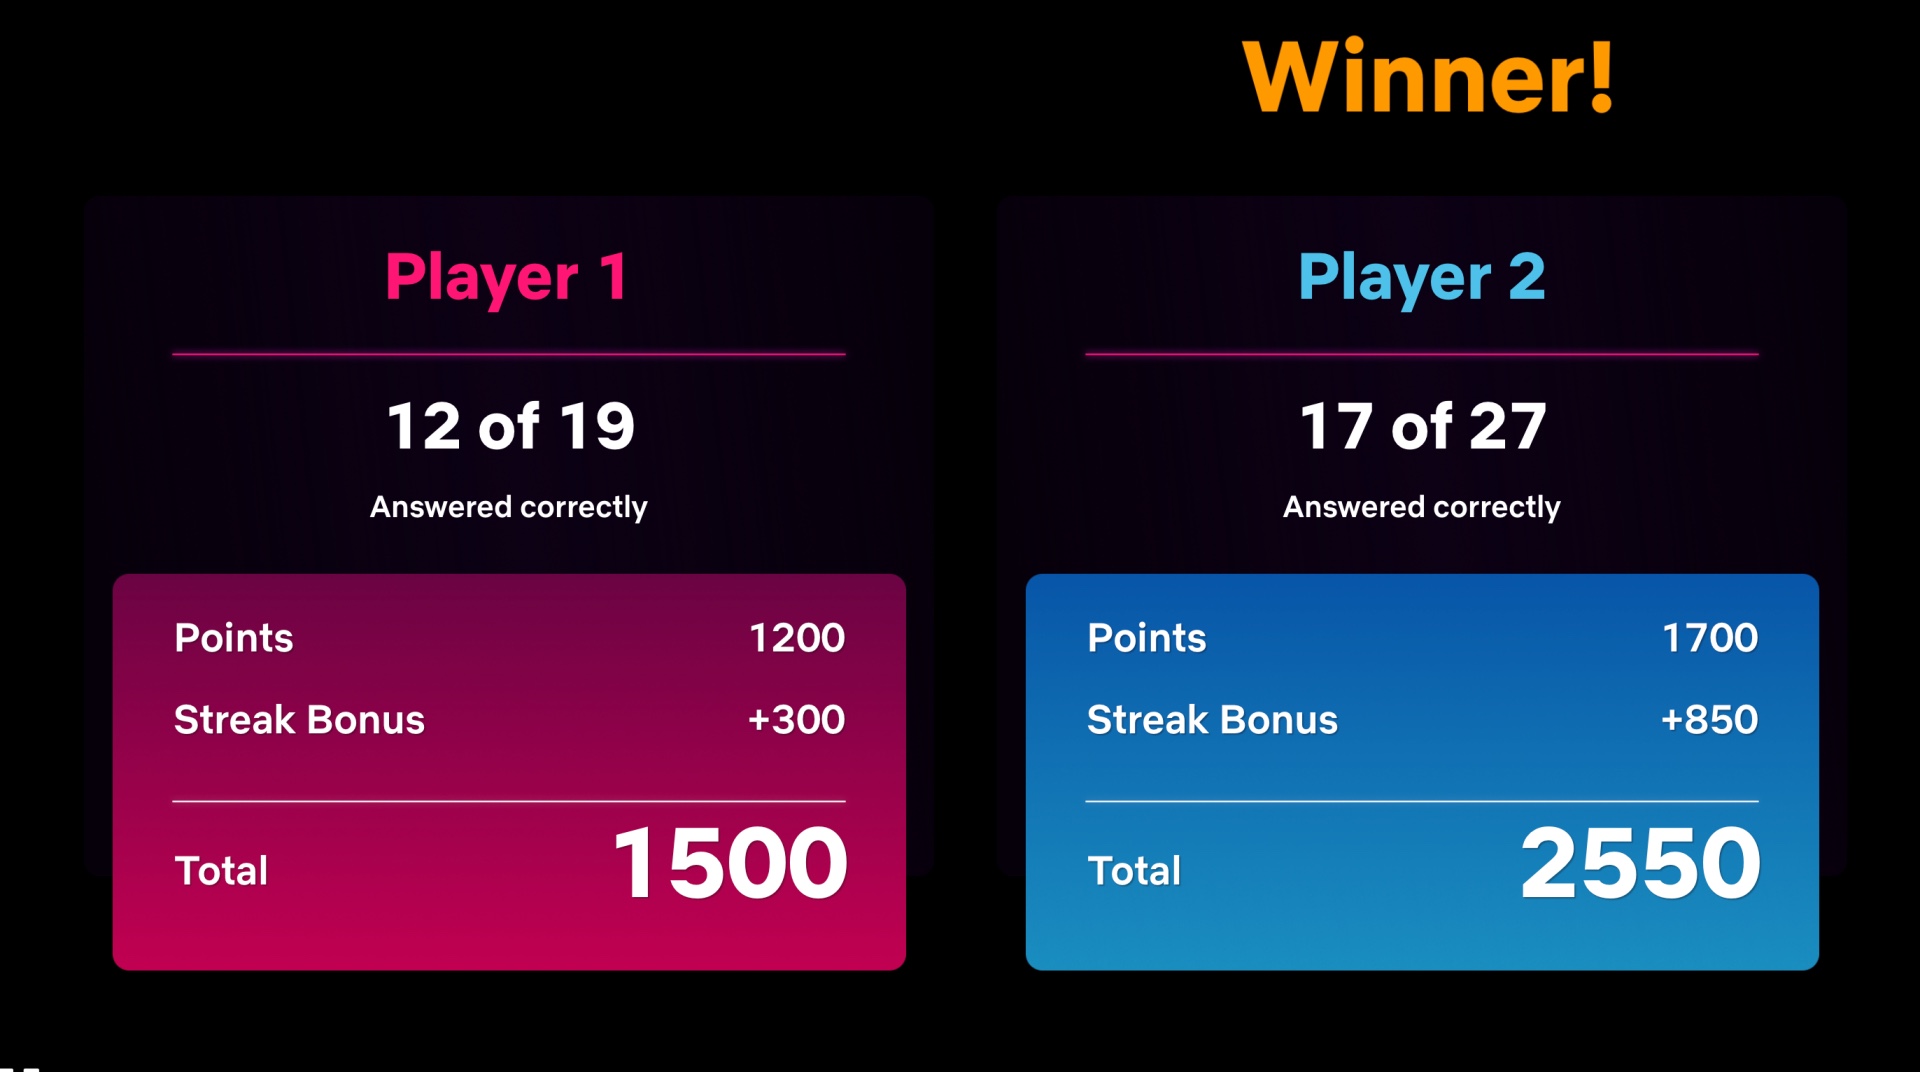 Winner!
Player 1
12 of 19
Answered correctly
Points 1200
Streak Bonus +300
Total 1500
Player 2
17 of 27
Answered correctly
Points 1700
Streak Bonus +850
Total 2550